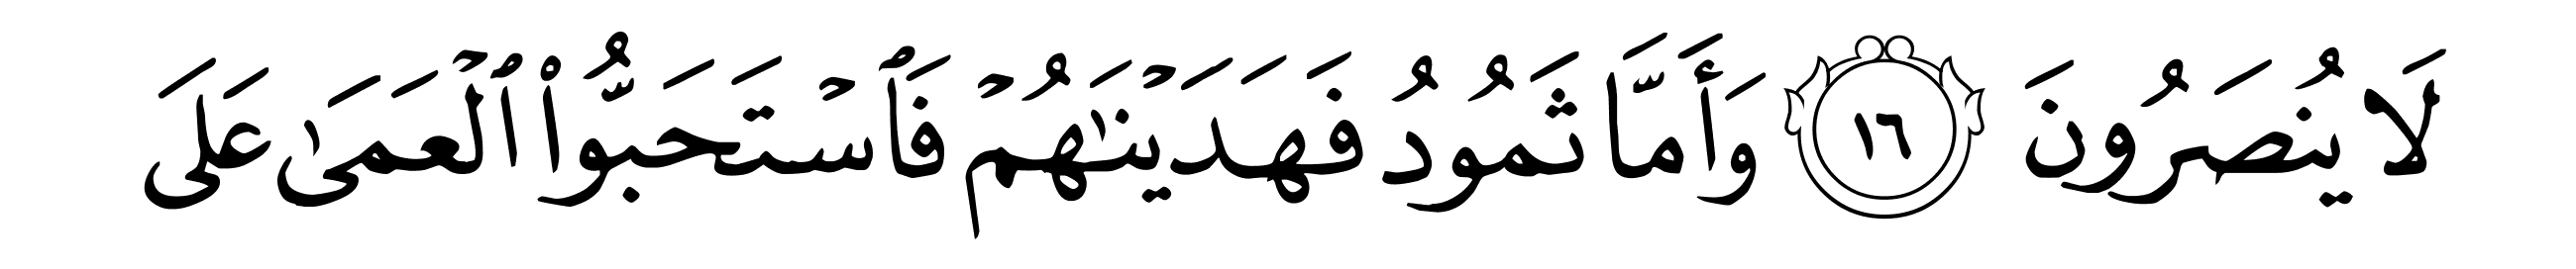 لَا يُنصَرُونَ ١٦ وَأَمَّا ثَمُودُ فَهَدَيْنَٰهُمْ فَٱسْتَحَبُّوا۟ ٱلْعَمَىٰ عَلَى